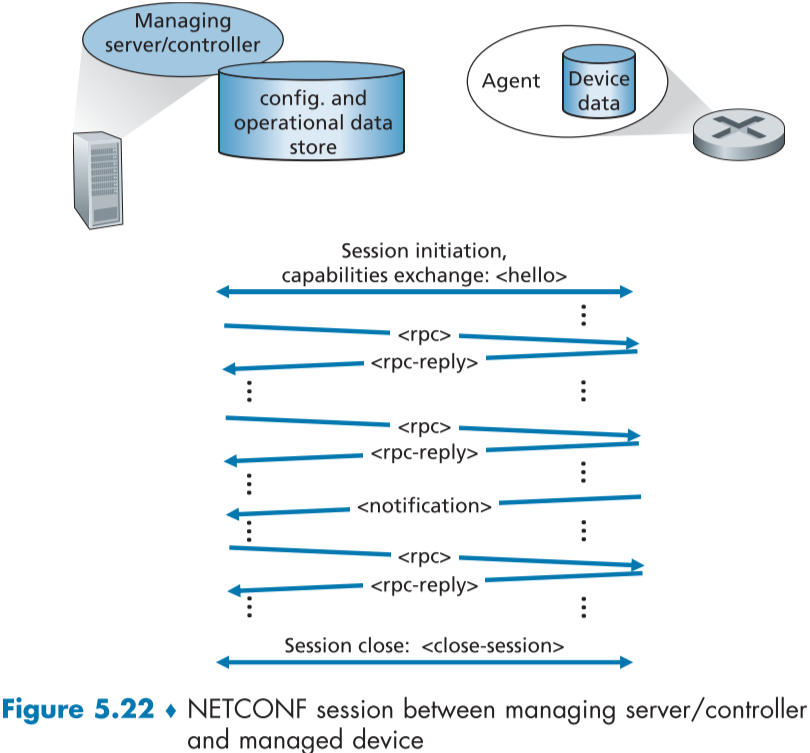 Managing
server/controller
config. and
operational data
store
Agent
Device
data
Session initiation,
capabilities exchange: <hello>
<rpc>
<rpc-reply>
<rpc>
<rpc-reply>
<notification>
<rpc>
<rpc-reply>
Session close: <close-session>
Figure 5.22 ♦ NETCONF session between managing server/controller
and managed device